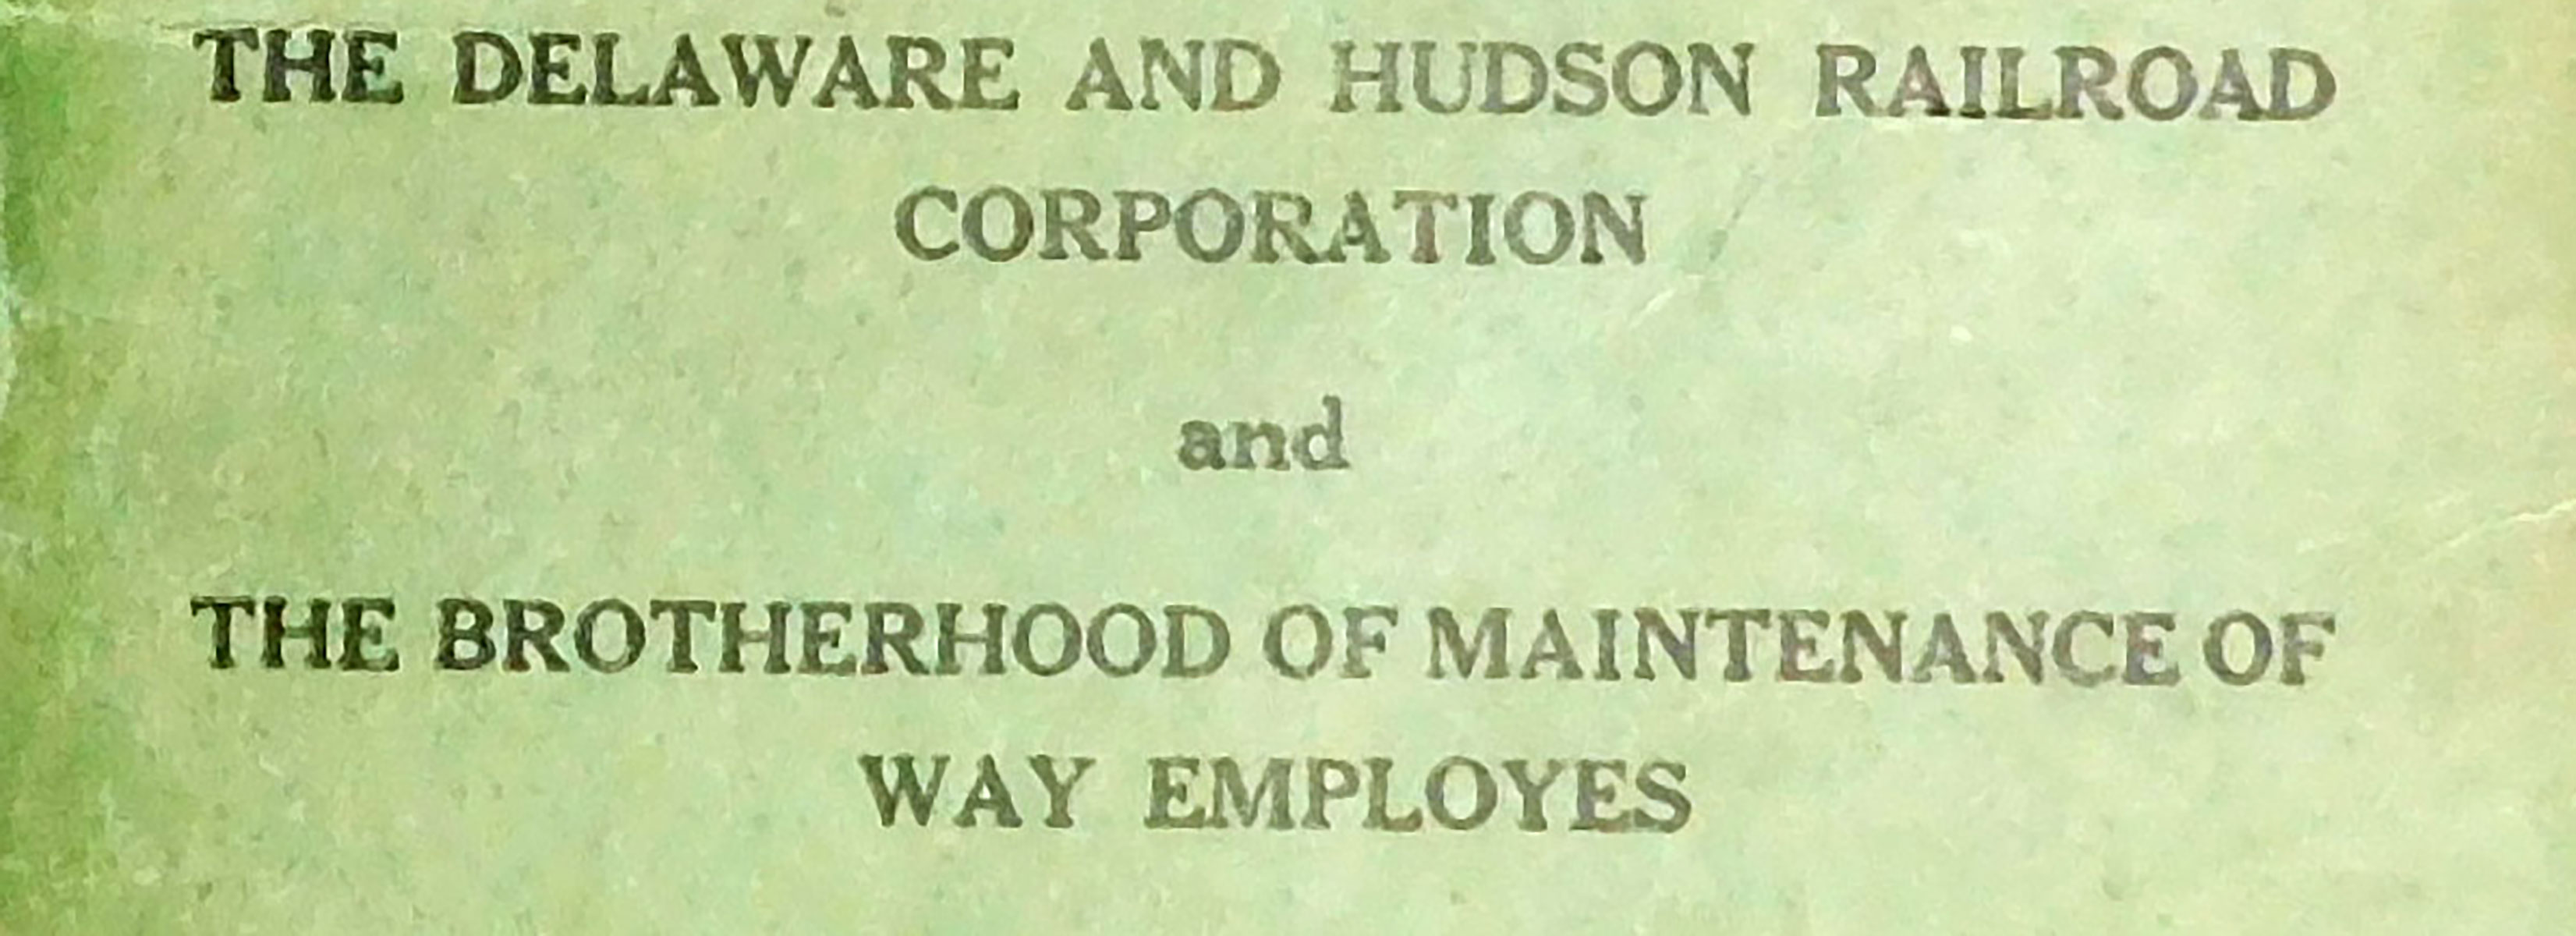 THE DELAWARE AND HUDSON RAILROAD
CORPORATION
and
THE BROTHERHOOD OF MAINTENANCE OF
WAY EMPLOYES